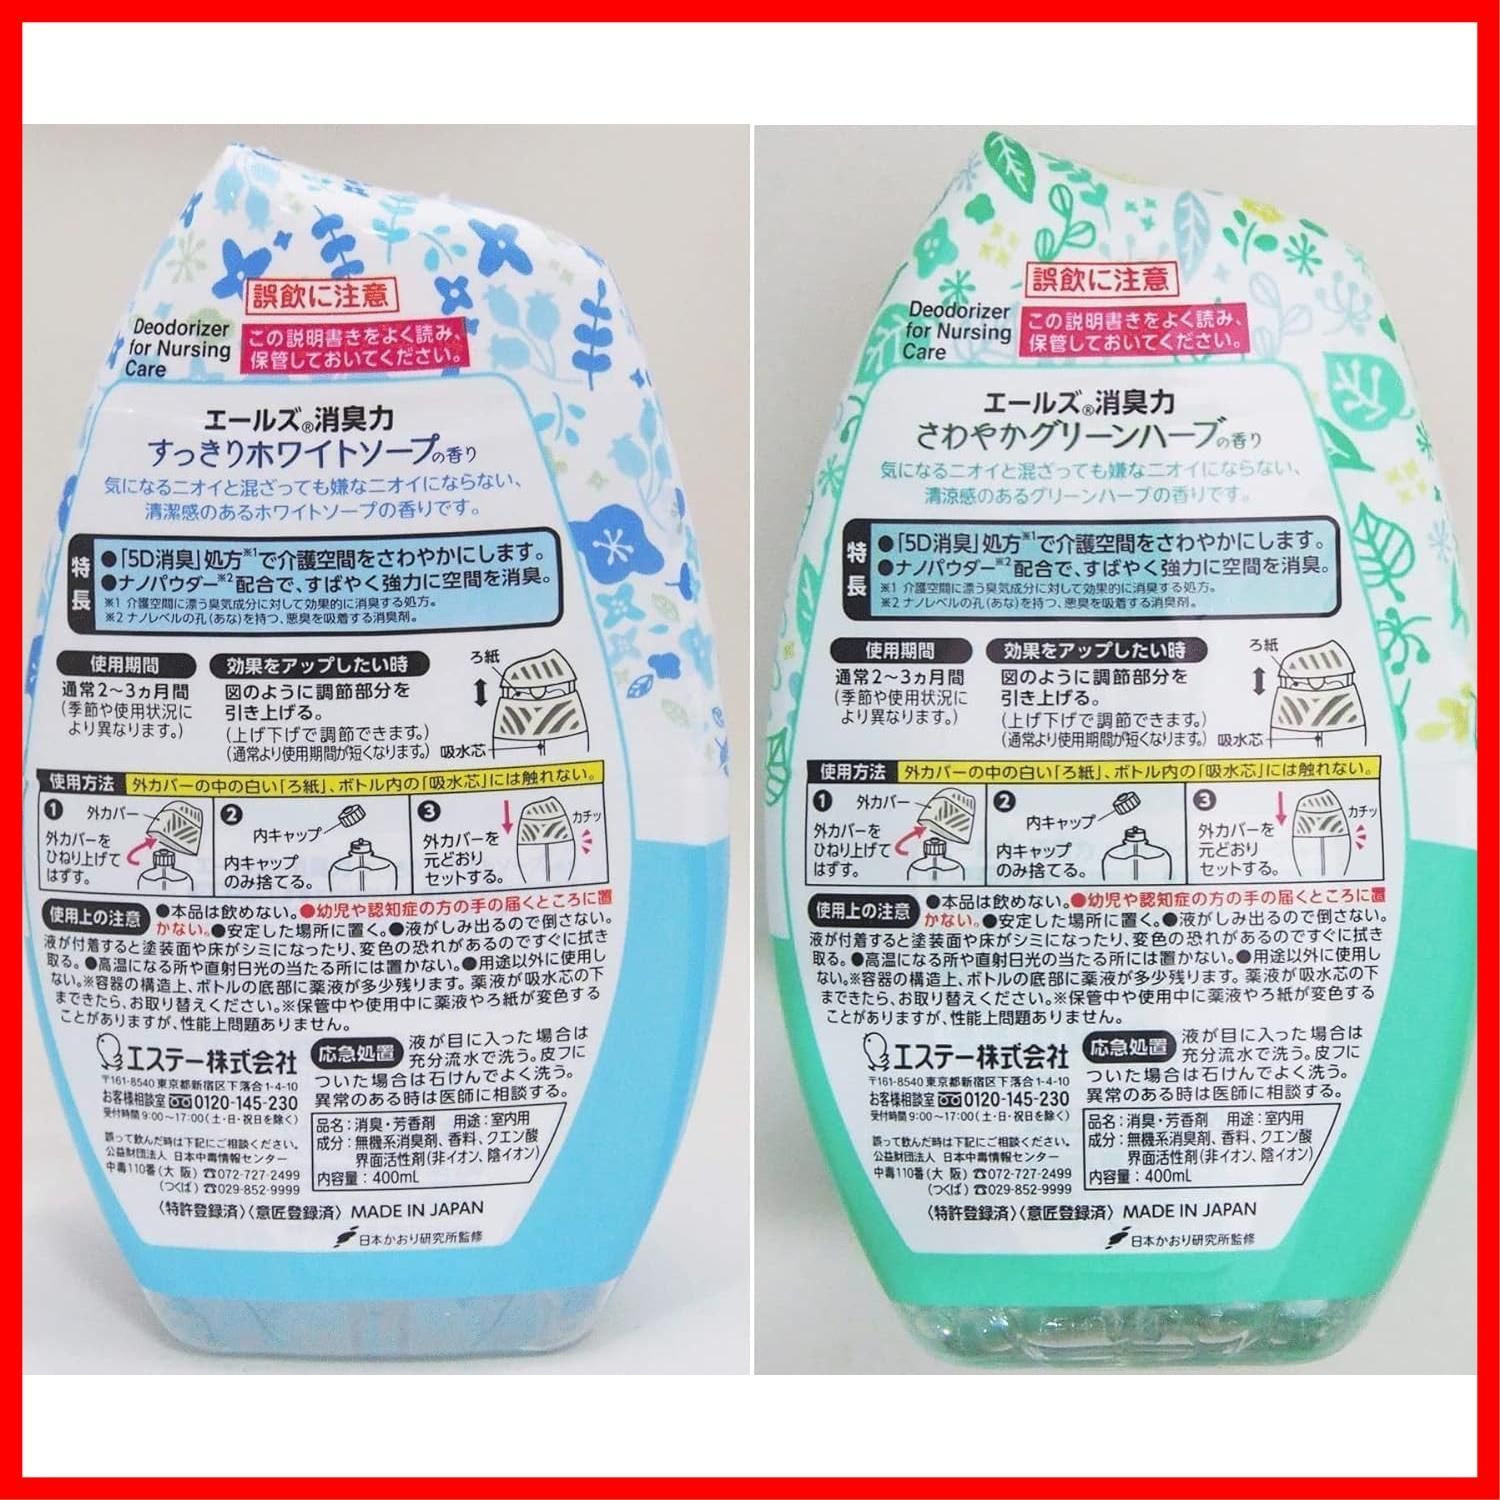 誤飲に注意
Deodorizer
for Nursing
Care
この説明書きをよく読み、
保管しておいてください。
エールズ®消臭力
すっきりホワイトソープの香り
気になるニオイと混ざっても嫌なニオイにならない、
清潔感のあるホワイトソープの香りです。
特長
●「5D消臭」処方※1で介護空間をさわやかにします。
●ナノパウダー※2配合で、すばやく強力に空間を消臭。
※1 介護空間に漂う臭気成分に対して効果的に消臭する処方。
※2 ナノレベルの孔(あな)を持つ、悪臭を吸着する消臭剤。
使用期間
通常2〜3ヵ月間
(季節や使用状況に
より異なります。)
効果をアップしたい時
図のように調節部分を
引き上げる。
(上げ下げで調節できます。)
(通常より使用期間が短くなります。)
ろ紙
吸水芯
使用方法 外カバーの中の白い「ろ紙」、ボトル内の「吸水芯」には触れない。
❶ 外カバー
外カバーを
ひねり上げて
はずす。
❷ 内キャップ
内キャップ
のみ捨てる。
❸ カチッ
外カバーを
元どおり
セットする。
使用上の注意 ●本品は飲めない。●幼児や認知症の方の手の届くところに置
かない。●安定した場所に置く。●液がしみ出るので倒さない。
液が付着すると塗装面や床がシミになったり、変色の恐れがあるのですぐに拭き
取る。●高温になる所や直射日光の当たる所には置かない。●用途以外に使用し
ない。※容器の構造上、ボトルの底部に薬液が多少残ります。薬液が吸水芯の下
まできたら、お取り替えください。※保管中や使用中に薬液やろ紙が変色する
ことがありますが、性能上問題ありません。
エステー株式会社
〒161-8540 東京都新宿区下落合1-4-10
お客様相談室 0120-145-230
受付時間 9:00〜17:00(土・日・祝日を除く)
誤って飲んだ時は下記にご相談ください。
公益財団法人 日本中毒情報センター
中毒110番(大 阪) ☎072-727-2499
(つくば) ☎029-852-9999
応急処置 液が目に入った場合は
充分流水で洗う。皮フに
ついた場合は石けんでよく洗う。
異常のある時は医師に相談する。
品名：消臭・芳香剤 用途：室内用
成分：無機系消臭剤、香料、クエン酸
界面活性剤(非イオン、陰イオン)
内容量：400mL
〈特許登録済〉〈意匠登録済〉 MADE IN JAPAN
日本かおり研究所監修
誤飲に注意
Deodorizer
for Nursing
Care
この説明書きをよく読み、
保管しておいてください。
エールズ®消臭力
さわやかグリーンハーブの香り
気になるニオイと混ざっても嫌なニオイにならない、
清涼感のあるグリーンハーブの香りです。
特長
●「5D消臭」処方※1で介護空間をさわやかにします。
●ナノパウダー※2配合で、すばやく強力に空間を消臭。
※1 介護空間に漂う臭気成分に対して効果的に消臭する処方。
※2 ナノレベルの孔(あな)を持つ、悪臭を吸着する消臭剤。
使用期間
通常2〜3ヵ月間
(季節や使用状況に
より異なります。)
効果をアップしたい時
図のように調節部分を
引き上げる。
(上げ下げで調節できます。)
(通常より使用期間が短くなります。)
ろ紙
吸水芯
使用方法 外カバーの中の白い「ろ紙」、ボトル内の「吸水芯」には触れない。
❶ 外カバー
外カバーを
ひねり上げて
はずす。
❷ 内キャップ
内キャップ
のみ捨てる。
❸ カチッ
外カバーを
元どおり
セットする。
使用上の注意 ●本品は飲めない。●幼児や認知症の方の手の届くところに置
かない。●安定した場所に置く。●液がしみ出るので倒さない。
液が付着すると塗装面や床がシミになったり、変色の恐れがあるのですぐに拭き
取る。●高温になる所や直射日光の当たる所には置かない。●用途以外に使用し
ない。※容器の構造上、ボトルの底部に薬液が多少残ります。薬液が吸水芯の下
まできたら、お取り替えください。※保管中や使用中に薬液やろ紙が変色する
ことがありますが、性能上問題ありません。
エステー株式会社
〒161-8540 東京都新宿区下落合1-4-10
お客様相談室 0120-145-230
受付時間 9:00〜17:00(土・日・祝日を除く)
誤って飲んだ時は下記にご相談ください。
公益財団法人 日本中毒情報センター
中毒110番(大 阪) ☎072-727-2499
(つくば) ☎029-852-9999
応急処置 液が目に入った場合は
充分流水で洗う。皮フに
ついた場合は石けんでよく洗う。
異常のある時は医師に相談する。
品名：消臭・芳香剤 用途：室内用
成分：無機系消臭剤、香料、クエン酸
界面活性剤(非イオン、陰イオン)
内容量：400mL
〈特許登録済〉〈意匠登録済〉 MADE IN JAPAN
日本かおり研究所監修